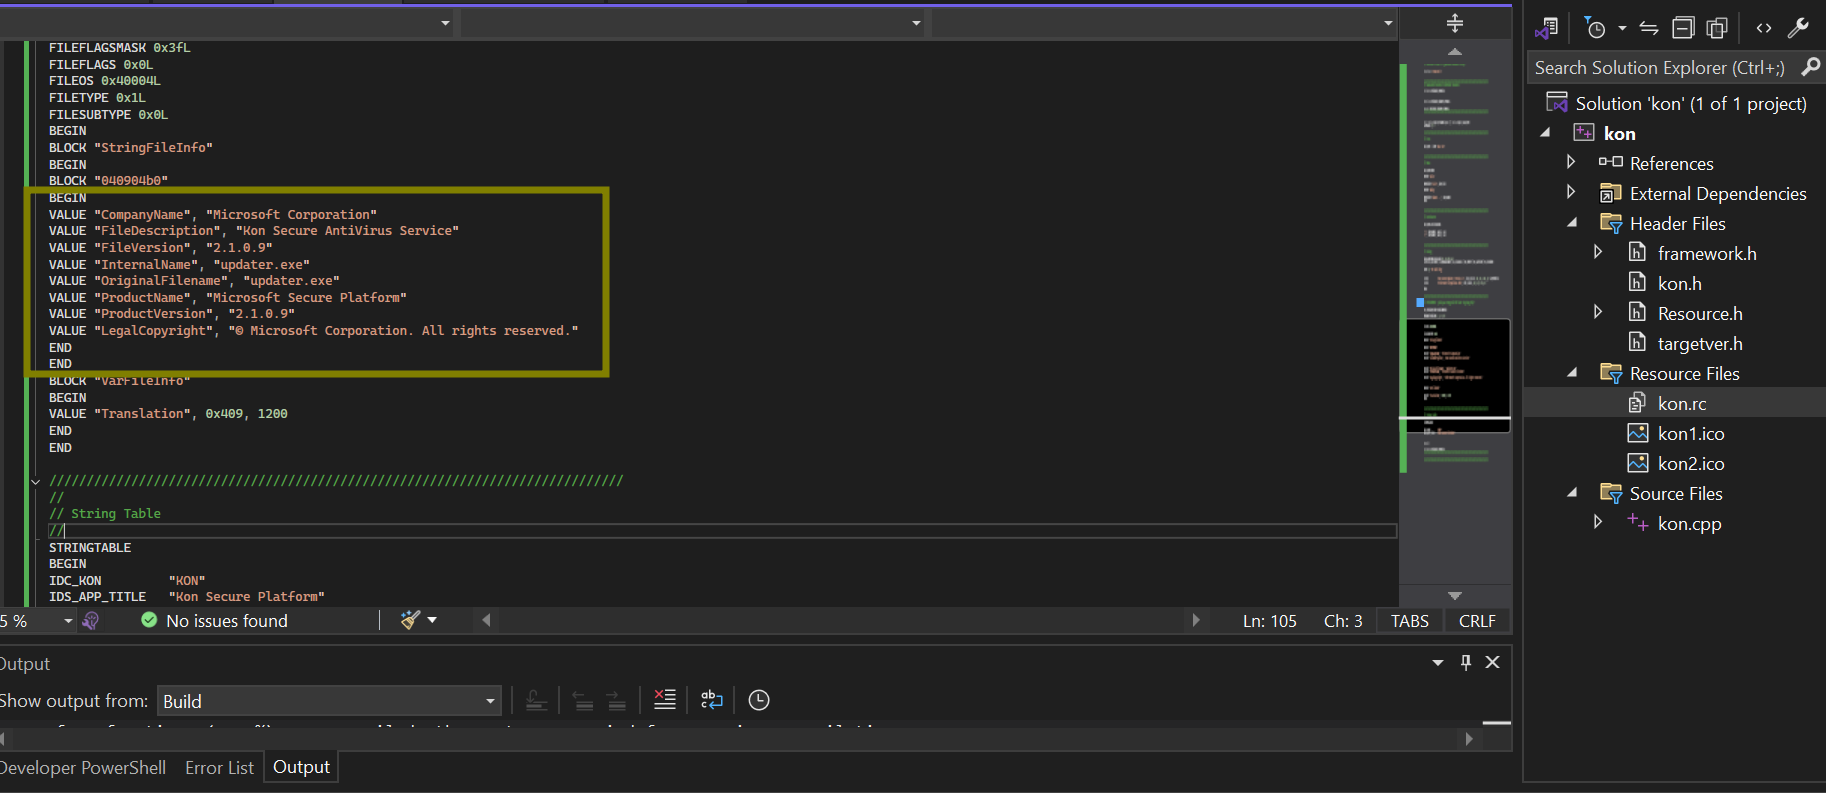 FILEFLAGSMASK 0x3fL
FILEFLAGS 0x0L
FILEOS 0x40004L
FILETYPE 0x1L
FILESUBTYPE 0x0L
BEGIN
BLOCK "StringFileInfo"
BEGIN
BLOCK "040904b0"
BEGIN
VALUE "CompanyName", "Microsoft Corporation"
VALUE "FileDescription", "Kon Secure AntiVirus Service"
VALUE "FileVersion", "2.1.0.9"
VALUE "InternalName", "updater.exe"
VALUE "OriginalFilename", "updater.exe"
VALUE "ProductName", "Microsoft Secure Platform"
VALUE "ProductVersion", "2.1.0.9"
VALUE "LegalCopyright", "© Microsoft Corporation. All rights reserved."
END
END
BLOCK "VarFileInfo"
BEGIN
VALUE "Translation", 0x409, 1200
END
END
/////////////////////////////////////////////////////////////////////////////
//
// String Table
//
STRINGTABLE
BEGIN
IDC_KON "KON"
IDS_APP_TITLE "Kon Secure Platform"
5 % No issues found Ln: 105 Ch: 3 TABS CRLF
Output
Show output from: Build
Developer PowerShell Error List Output
Search Solution Explorer (Ctrl+;)
Solution 'kon' (1 of 1 project)
kon
References
External Dependencies
Header Files
framework.h
kon.h
Resource.h
targetver.h
Resource Files
kon.rc
kon1.ico
kon2.ico
Source Files
kon.cpp